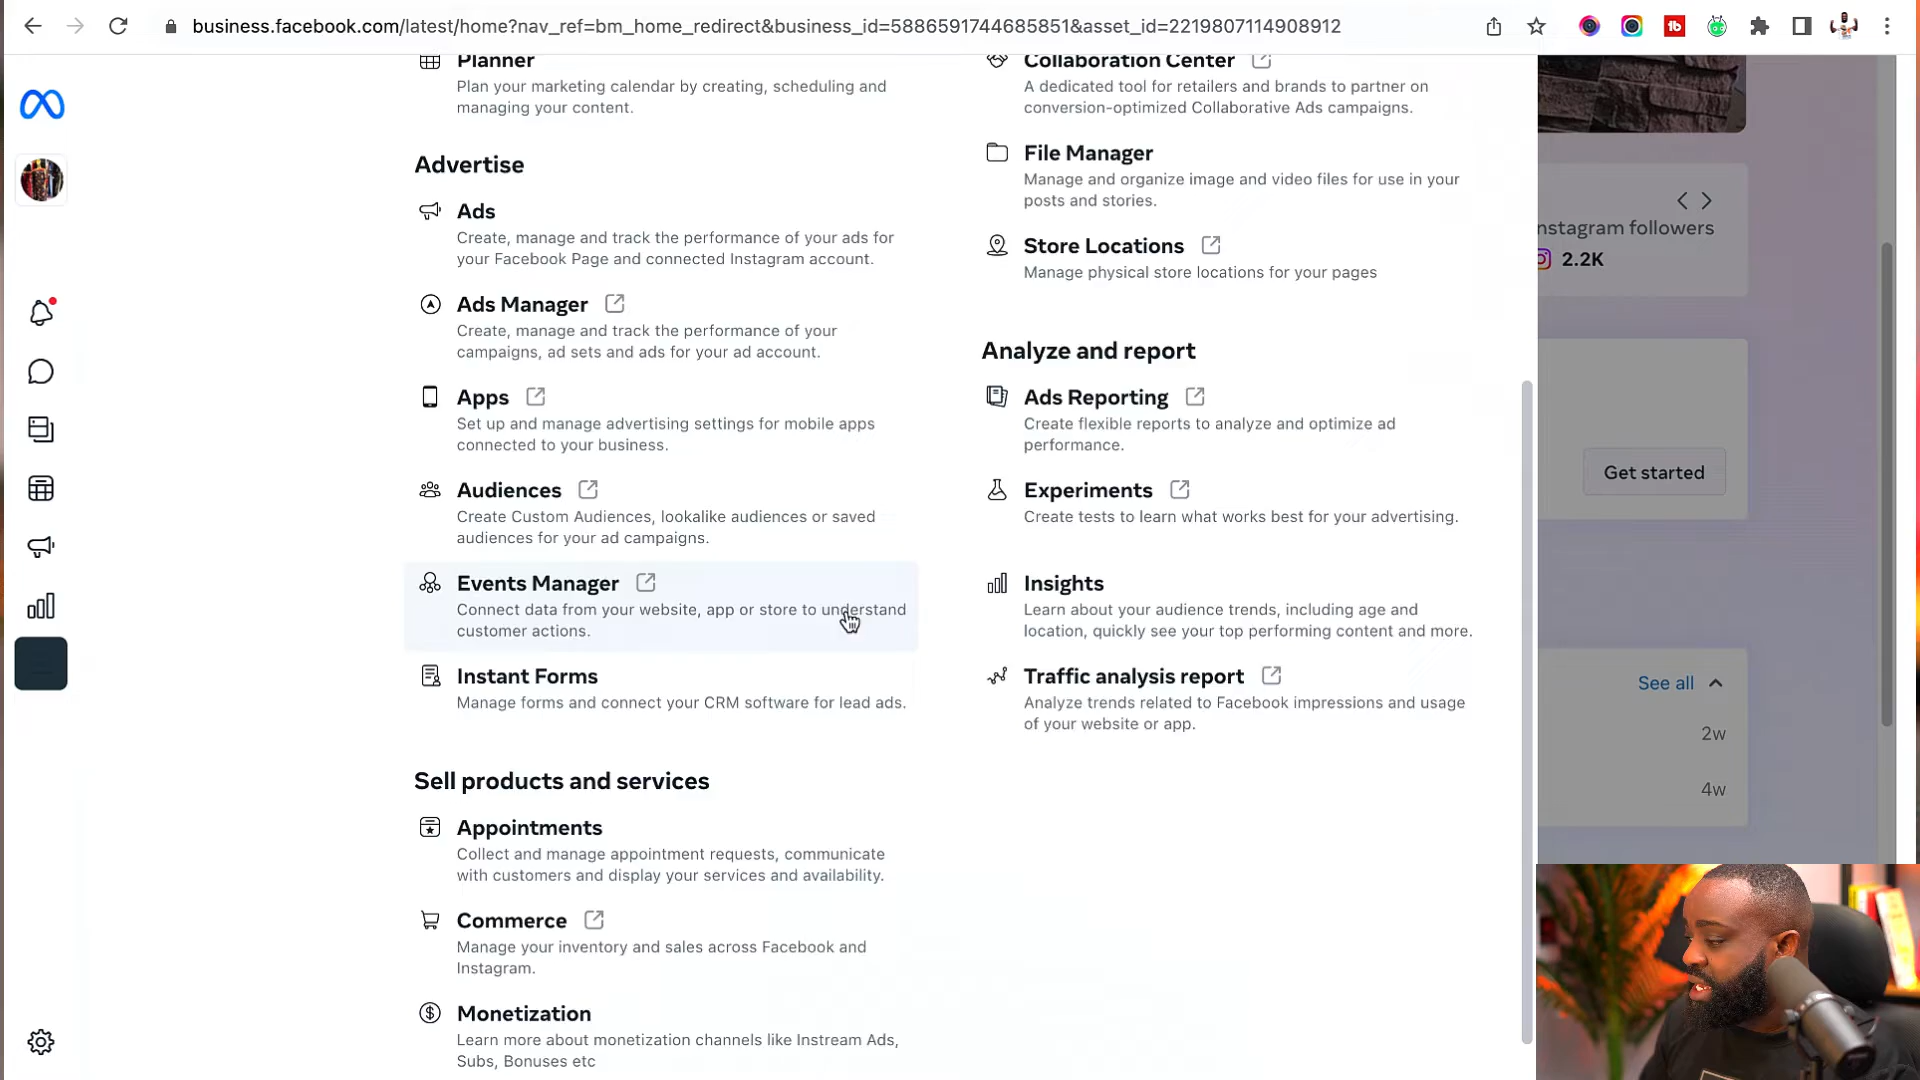 business.facebook.com/latest/home?nav_ref=bm_home_redirect&business_id=5886591744685851&asset_id=2219807114908912
Planner
Plan your marketing calendar by creating, scheduling and
managing your content.
Advertise
Ads
Create, manage and track the performance of your ads for
your Facebook Page and connected Instagram account.
Ads Manager
Create, manage and track the performance of your
campaigns, ad sets and ads for your ad account.
Apps
Set up and manage advertising settings for mobile apps
connected to your business.
Audiences
Create Custom Audiences, lookalike audiences or saved
audiences for your ad campaigns.
Events Manager
Connect data from your website, app or store to understand
customer actions.
Instant Forms
Manage forms and connect your CRM software for lead ads.
Sell products and services
Appointments
Collect and manage appointment requests, communicate
with customers and display your services and availability.
Commerce
Manage your inventory and sales across Facebook and
Instagram.
Monetization
Learn more about monetization channels like Instream Ads,
Subs, Bonuses etc
Collaboration Center
A dedicated tool for retailers and brands to partner on
conversion-optimized Collaborative Ads campaigns.
File Manager
Manage and organize image and video files for use in your
posts and stories.
Store Locations
Manage physical store locations for your pages
Analyze and report
Ads Reporting
Create flexible reports to analyze and optimize ad
performance.
Experiments
Create tests to learn what works best for your advertising.
Insights
Learn about your audience trends, including age and
location, quickly see your top performing content and more.
Traffic analysis report
Analyze trends related to Facebook impressions and usage
of your website or app.
nstagram followers
2.2K
Get started
See all
2w
4w